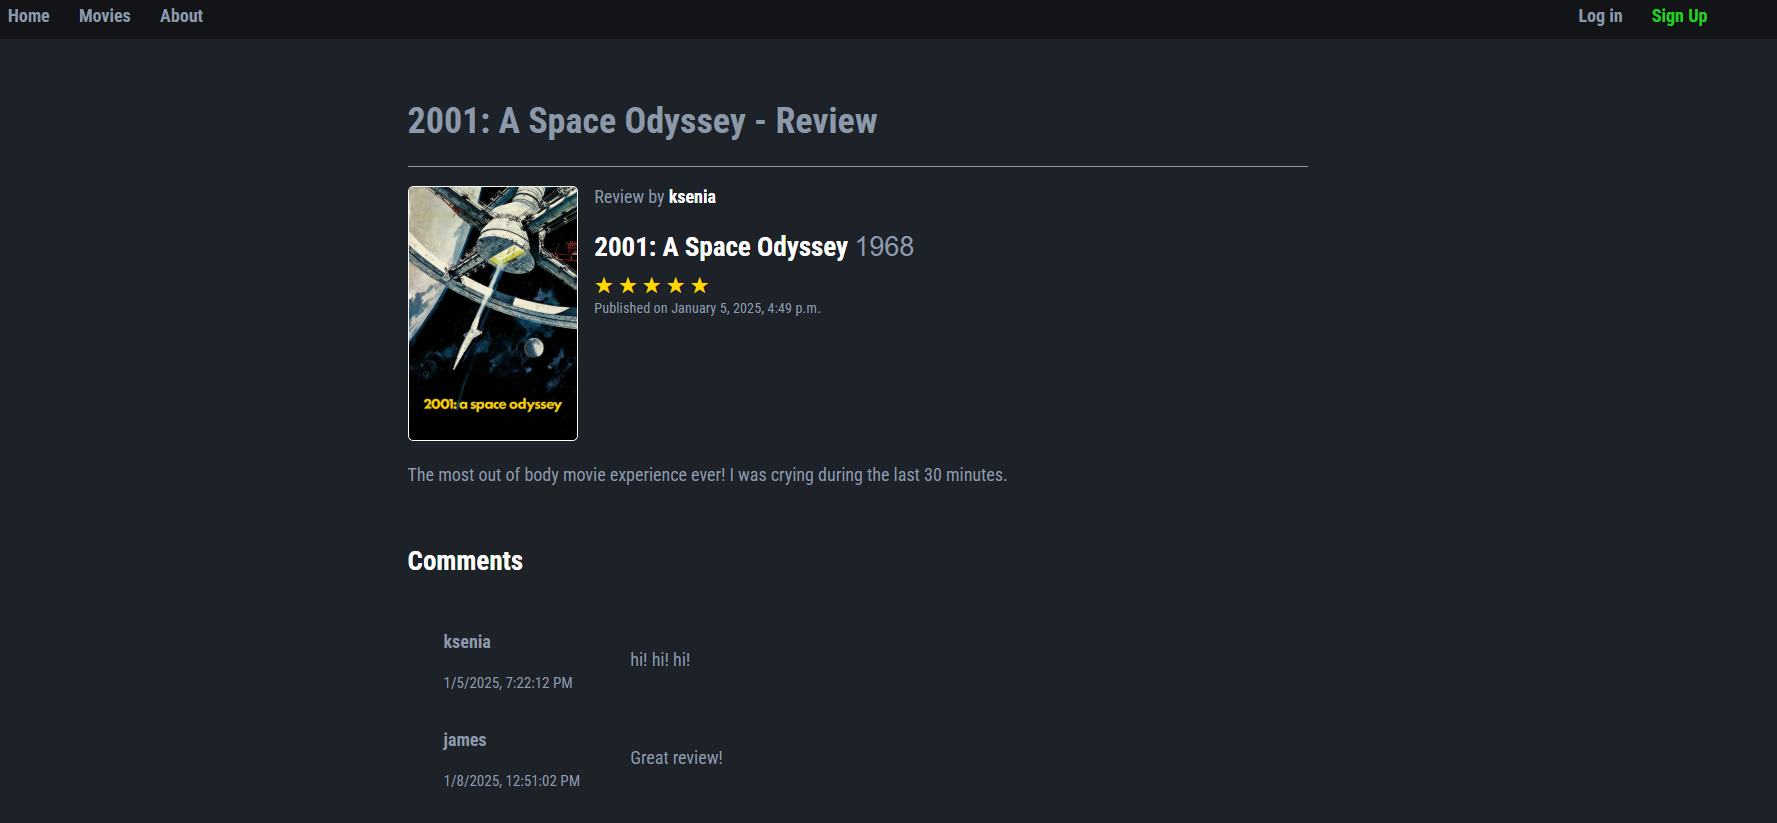 Home Movies About Log in Sign Up
2001: A Space Odyssey - Review
Review by ksenia
2001: A Space Odyssey 1968
★ ★ ★ ★ ★
Published on January 5, 2025, 4:49 p.m.
2001: a space odyssey
The most out of body movie experience ever! I was crying during the last 30 minutes.
Comments
ksenia
hi! hi! hi!
1/5/2025, 7:22:12 PM
james
Great review!
1/8/2025, 12:51:02 PM